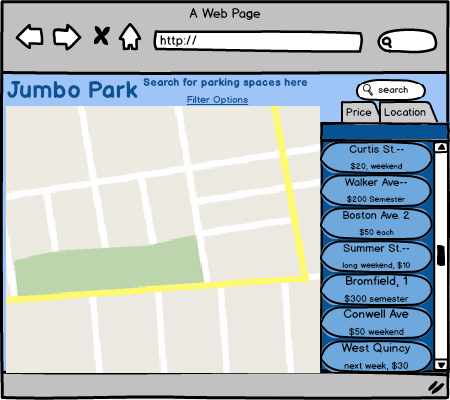 A Web Page
http://
Jumbo Park
Search for parking spaces here
Filter Options
search
Price
Location
Curtis St.--
$20, weekend
Walker Ave--
$200 Semester
Boston Ave. 2
$50 each
Summer St.--
long weekend, $10
Bromfield, 1
$300 semester
Conwell Ave
$50 weekend
West Quincy
next week, $30